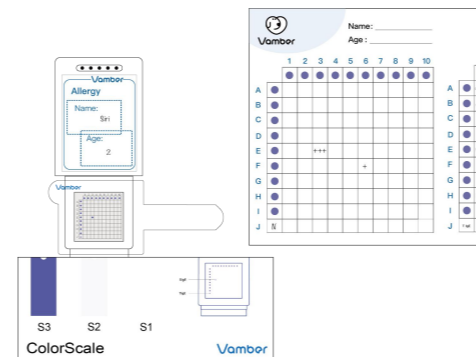 Vamber
Allergy
Name:
Siri
Age:
2
Vamber
S3 S2 S1
ColorScale
Vamber
Vamber
Name:
Age :
1 2 3 4 5 6 7 8 9 10
A
B
C
D
E +++
F +
G
H
I
J N
A
B
C
D
E
F
G
H
I
J